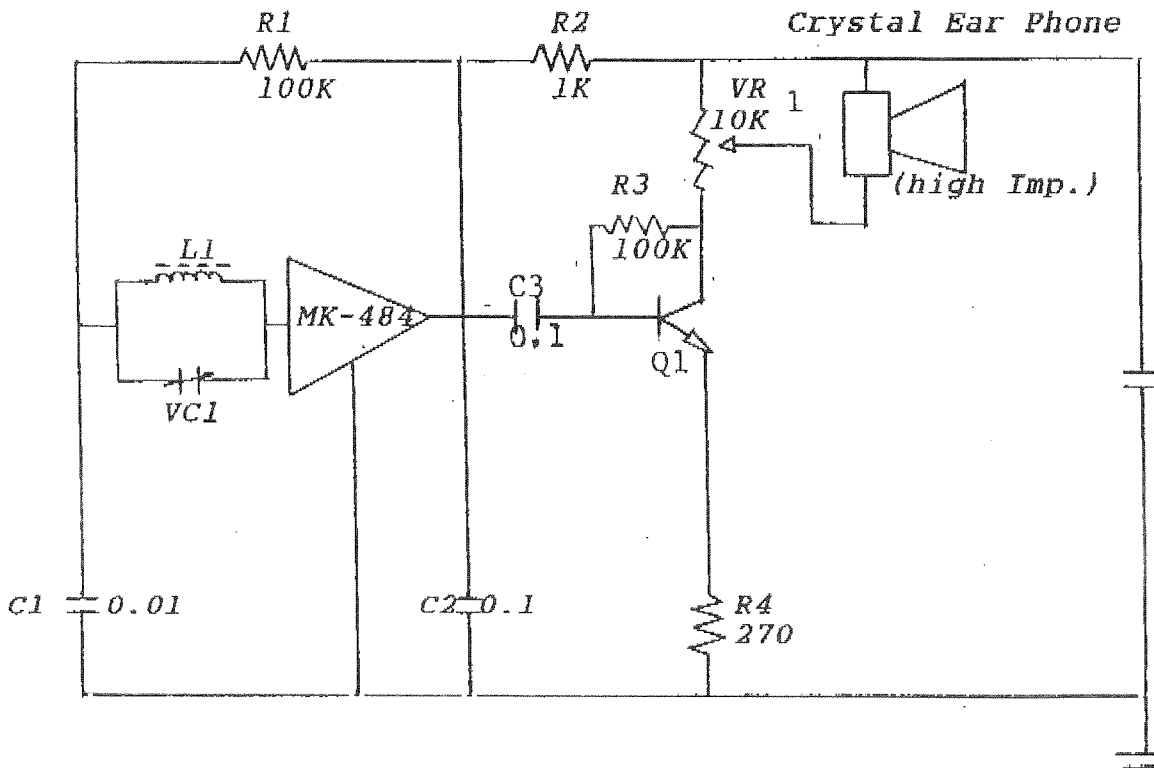 R1
100K
R2
1K
Crystal Ear Phone
VR 1
10K
(high Imp.)
R3
100K
L1
MK-484
VC1
C3
0.1
Q1
C1 0.01
C2 0.1
R4
270